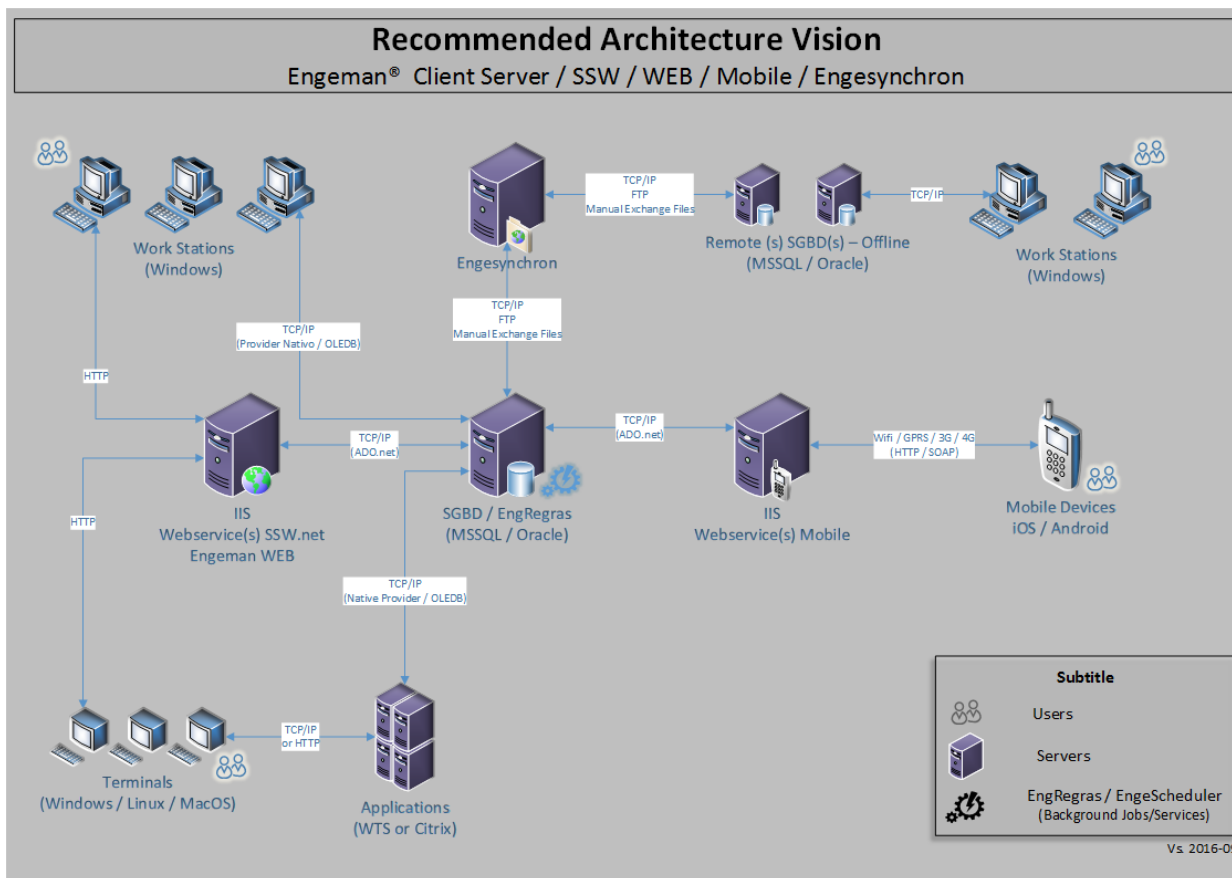 Recommended Architecture Vision
Engeman® Client Server / SSW / WEB / Mobile / Engesynchron
Work Stations
(Windows)
Engesynchron
TCP/IP
FTP
Manual Exchange Files
Remote (s) SGBD(s) – Offline
(MSSQL / Oracle)
TCP/IP
Work Stations
(Windows)
TCP/IP
FTP
Manual Exchange Files
TCP/IP
(Provider Nativo / OLEDB)
HTTP
TCP/IP
(ADO.net)
TCP/IP
(ADO.net)
Wifi / GPRS / 3G / 4G
(HTTP / SOAP)
IIS
Webservice(s) SSW.net
Engeman WEB
SGBD / EngRegras
(MSSQL / Oracle)
IIS
Webservice(s) Mobile
Mobile Devices
iOS / Android
HTTP
TCP/IP
(Native Provider / OLEDB)
TCP/IP
or HTTP
Terminals
(Windows / Linux / MacOS)
Applications
(WTS or Citrix)
Subtitle
Users
Servers
EngRegras / EngeScheduler
(Background Jobs/Services)
Vs. 2016-09